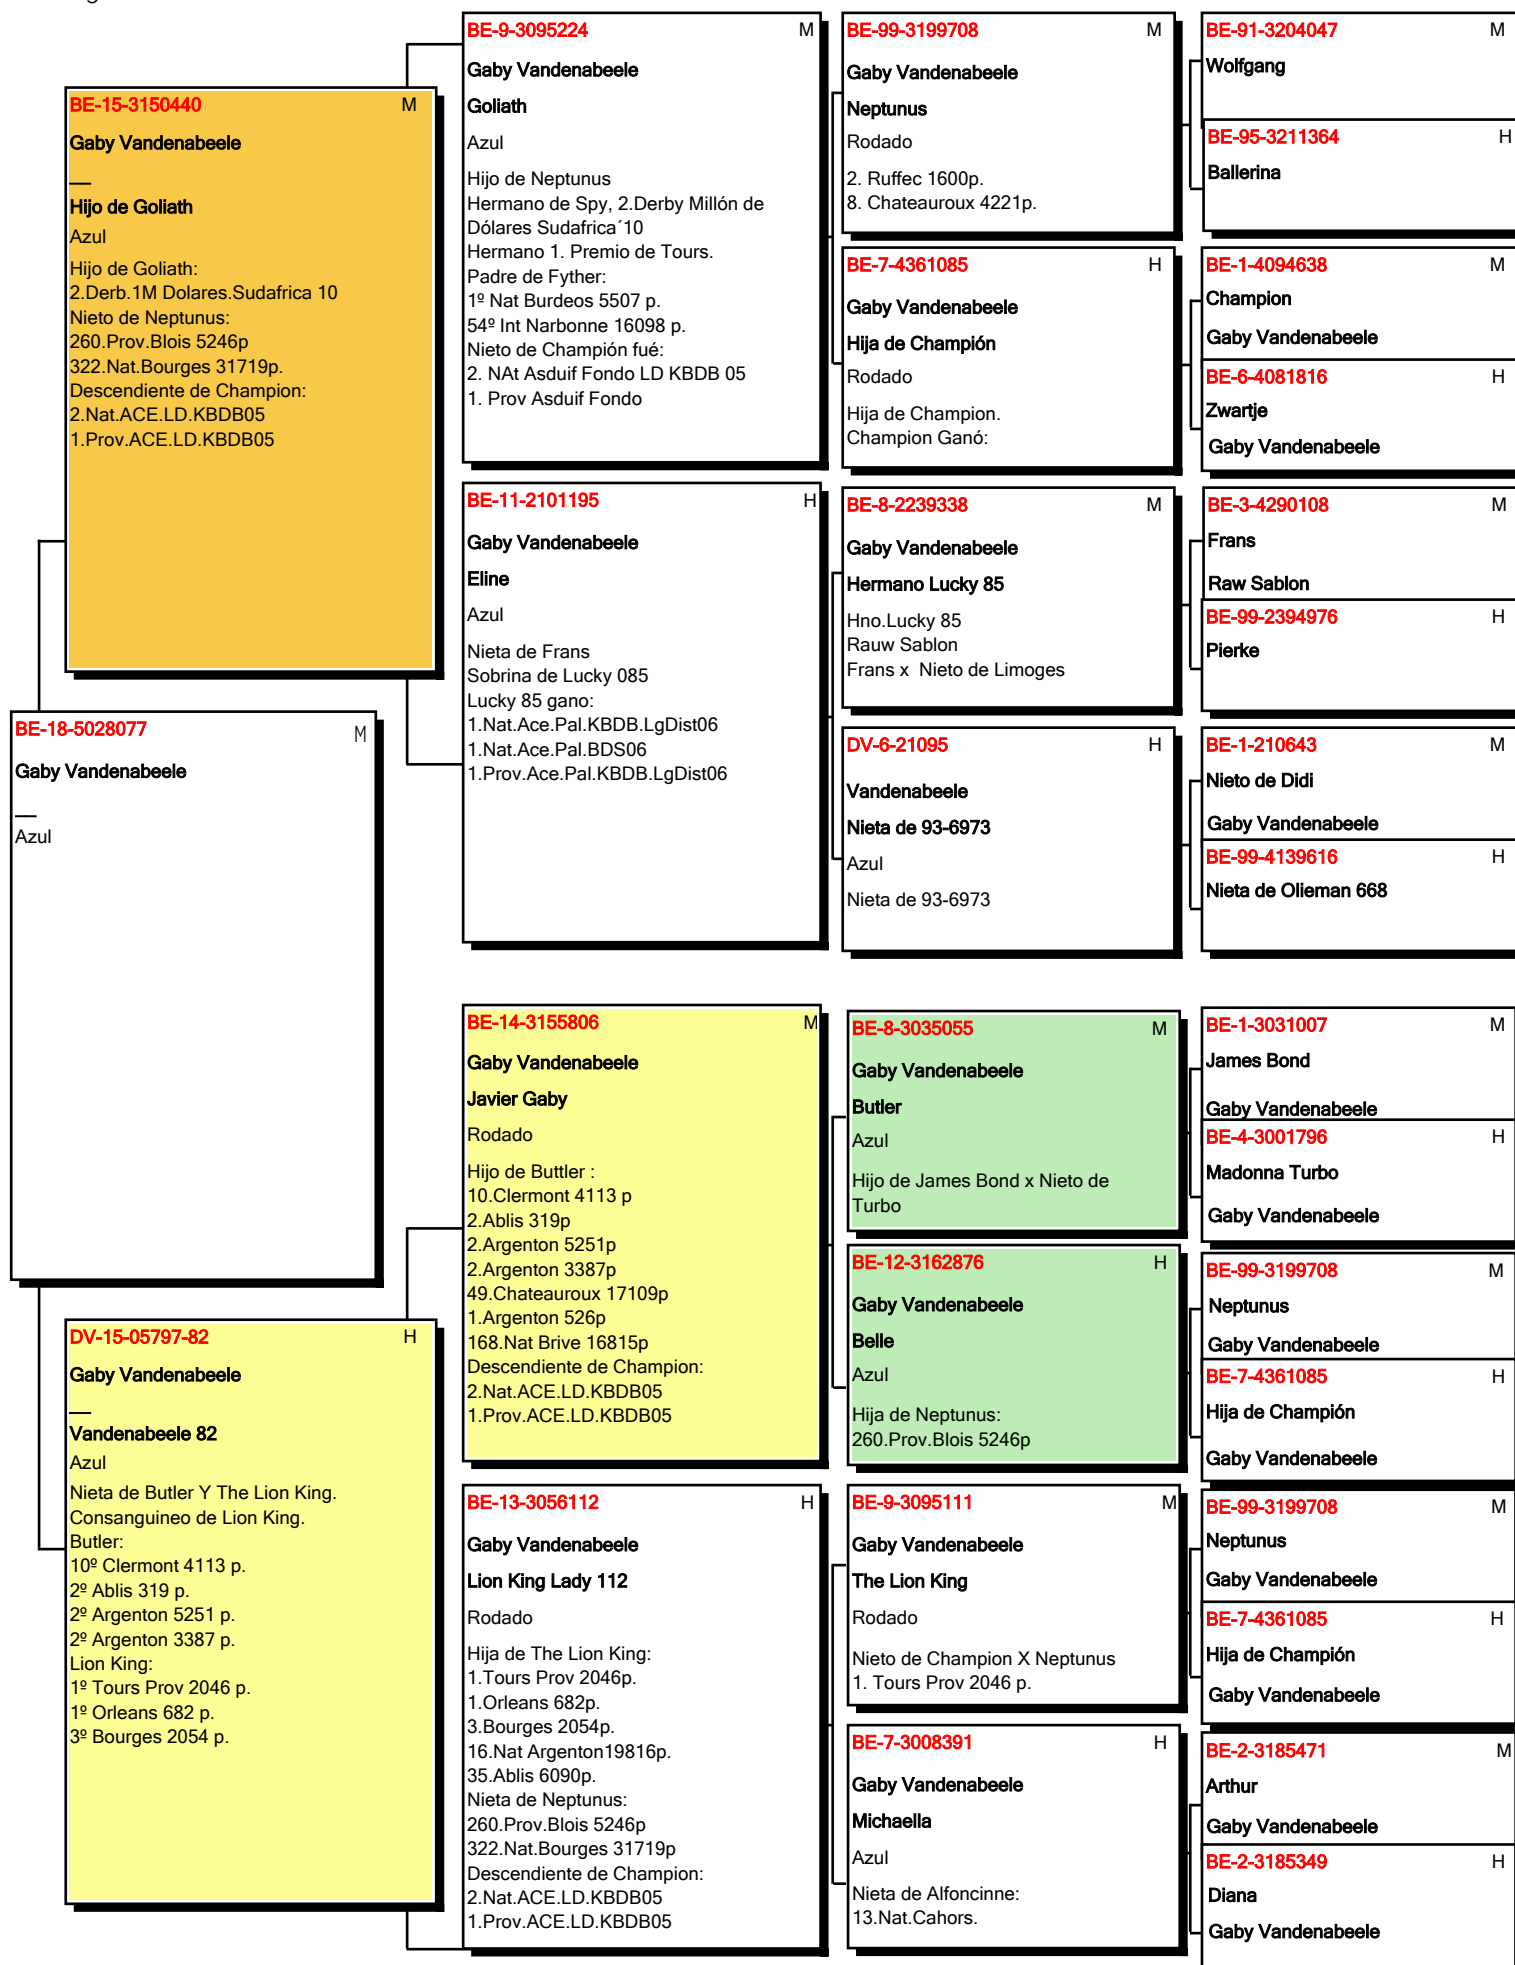 BE-18-5028077 M
Gaby Vandenabeele
__
Azul
BE-15-3150440 M
Gaby Vandenabeele
__
Hijo de Goliath
Azul
Hijo de Goliath:
2.Derb.1M Dolares.Sudafrica 10
Nieto de Neptunus:
260.Prov.Blois 5246p
322.Nat.Bourges 31719p.
Descendiente de Champion:
2.Nat.ACE.LD.KBDB05
1.Prov.ACE.LD.KBDB05
DV-15-05797-82 H
Gaby Vandenabeele
__
Vandenabeele 82
Azul
Nieta de Butler Y The Lion King.
Consanguineo de Lion King.
Butler:
10º Clermont 4113 p.
2º Ablis 319 p.
2º Argenton 5251 p.
2º Argenton 3387 p.
Lion King:
1º Tours Prov 2046 p.
1º Orleans 682 p.
3º Bourges 2054 p.
BE-9-3095224 M
Gaby Vandenabeele
Goliath
Azul
Hijo de Neptunus
Hermano de Spy, 2.Derby Millón de
Dólares Sudafrica´10
Hermano 1. Premio de Tours.
Padre de Fyther:
1º Nat Burdeos 5507 p.
54º Int Narbonne 16098 p.
Nieto de Champión fué:
2. NAt Asduif Fondo LD KBDB 05
1. Prov Asduif Fondo
BE-11-2101195 H
Gaby Vandenabeele
Eline
Azul
Nieta de Frans
Sobrina de Lucky 085
Lucky 85 gano:
1.Nat.Ace.Pal.KBDB.LgDist06
1.Nat.Ace.Pal.BDS06
1.Prov.Ace.Pal.KBDB.LgDist06
BE-14-3155806 M
Gaby Vandenabeele
Javier Gaby
Rodado
Hijo de Buttler :
10.Clermont 4113 p
2.Ablis 319p
2.Argenton 5251p
2.Argenton 3387p
49.Chateauroux 17109p
1.Argenton 526p
168.Nat Brive 16815p
Descendiente de Champion:
2.Nat.ACE.LD.KBDB05
1.Prov.ACE.LD.KBDB05
BE-13-3056112 H
Gaby Vandenabeele
Lion King Lady 112
Rodado
Hija de The Lion King:
1.Tours Prov 2046p.
1.Orleans 682p.
3.Bourges 2054p.
16.Nat Argenton19816p.
35.Ablis 6090p.
Nieta de Neptunus:
260.Prov.Blois 5246p
322.Nat.Bourges 31719p
Descendiente de Champion:
2.Nat.ACE.LD.KBDB05
1.Prov.ACE.LD.KBDB05
BE-99-3199708 M
Gaby Vandenabeele
Neptunus
Rodado
2. Ruffec 1600p.
8. Chateauroux 4221p.
BE-7-4361085 H
Gaby Vandenabeele
Hija de Champión
Rodado
Hija de Champion.
Champion Ganó:
BE-8-2239338 M
Gaby Vandenabeele
Hermano Lucky 85
Hno.Lucky 85
Rauw Sablon
Frans x Nieto de Limoges
DV-6-21095 H
Vandenabeele
Nieta de 93-6973
Azul
Nieta de 93-6973
BE-8-3035055 M
Gaby Vandenabeele
Butler
Azul
Hijo de James Bond x Nieto de
Turbo
BE-12-3162876 H
Gaby Vandenabeele
Belle
Azul
Hija de Neptunus:
260.Prov.Blois 5246p
BE-9-3095111 M
Gaby Vandenabeele
The Lion King
Rodado
Nieto de Champion X Neptunus
1. Tours Prov 2046 p.
BE-7-3008391 H
Gaby Vandenabeele
Michaella
Azul
Nieta de Alfoncinne:
13.Nat.Cahors.
BE-91-3204047 M
Wolfgang
BE-95-3211364 H
Ballerina
BE-1-4094638 M
Champion
Gaby Vandenabeele
BE-6-4081816 H
Zwartje
Gaby Vandenabeele
BE-3-4290108 M
Frans
Raw Sablon
BE-99-2394976 H
Pierke
BE-1-210643 M
Nieto de Didi
Gaby Vandenabeele
BE-99-4139616 H
Nieta de Olieman 668
BE-1-3031007 M
James Bond
Gaby Vandenabeele
BE-4-3001796 H
Madonna Turbo
Gaby Vandenabeele
BE-99-3199708 M
Neptunus
Gaby Vandenabeele
BE-7-4361085 H
Hija de Champión
Gaby Vandenabeele
BE-99-3199708 M
Neptunus
Gaby Vandenabeele
BE-7-4361085 H
Hija de Champión
Gaby Vandenabeele
BE-2-3185471 M
Arthur
Gaby Vandenabeele
BE-2-3185349 H
Diana
Gaby Vandenabeele